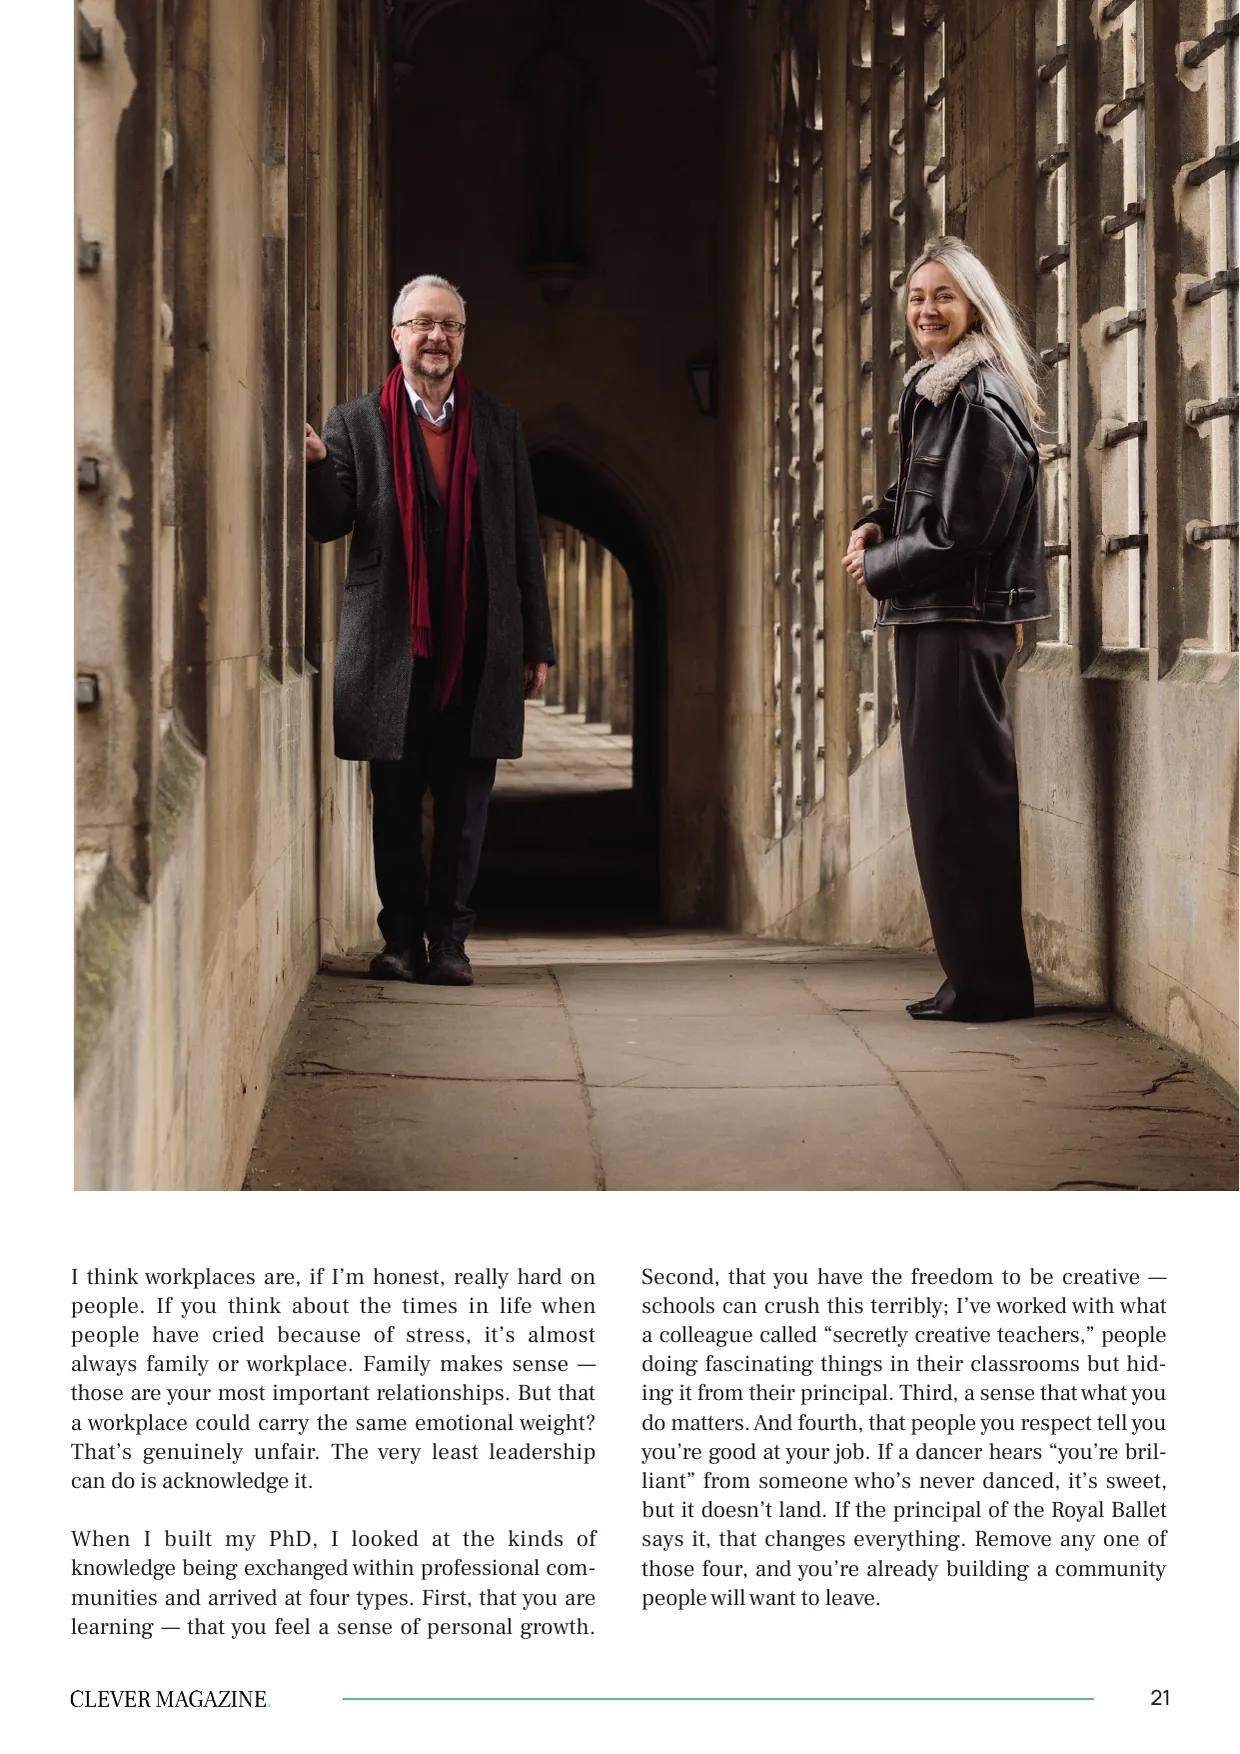 I think workplaces are, if I’m honest, really hard on
people. If you think about the times in life when
people have cried because of stress, it’s almost
always family or workplace. Family makes sense —
those are your most important relationships. But that
a workplace could carry the same emotional weight?
That’s genuinely unfair. The very least leadership
can do is acknowledge it.
When I built my PhD, I looked at the kinds of
knowledge being exchanged within professional com-
munities and arrived at four types. First, that you are
learning — that you feel a sense of personal growth.
Second, that you have the freedom to be creative —
schools can crush this terribly; I’ve worked with what
a colleague called “secretly creative teachers,” people
doing fascinating things in their classrooms but hid-
ing it from their principal. Third, a sense that what you
do matters. And fourth, that people you respect tell you
you’re good at your job. If a dancer hears “you’re bril-
liant” from someone who’s never danced, it’s sweet,
but it doesn’t land. If the principal of the Royal Ballet
says it, that changes everything. Remove any one of
those four, and you’re already building a community
people will want to leave.
CLEVER MAGAZINE.
21